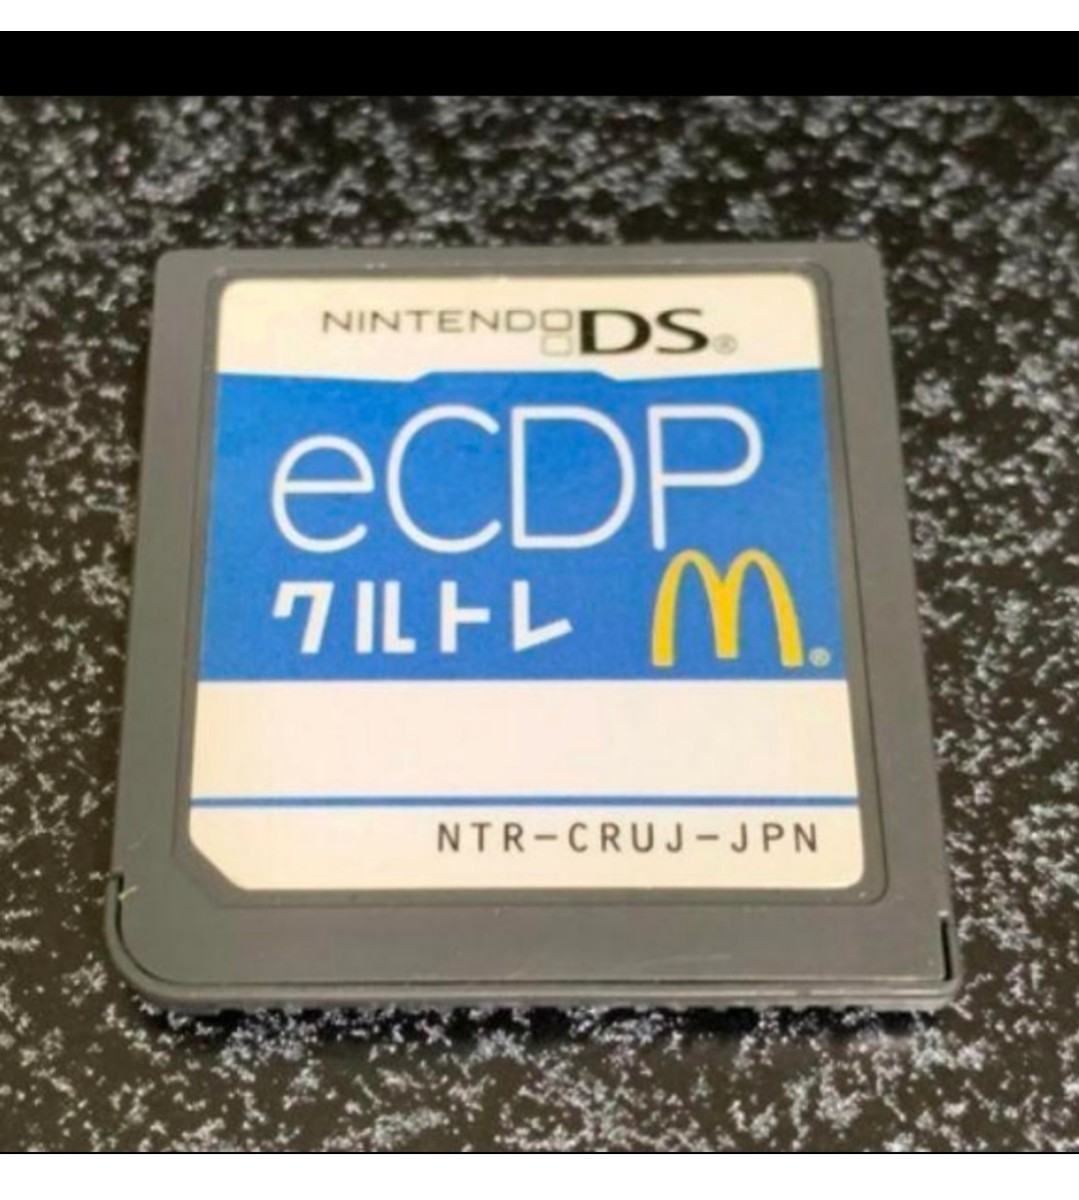 NINTENDO DS®
eCDP
クルトレ M®
NTR-CRUJ-JPN